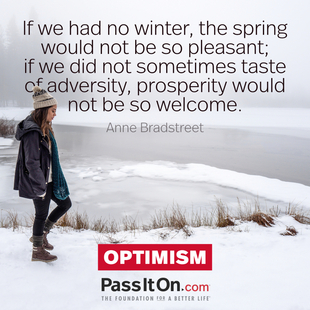 If we had no winter, the spring
would not be so pleasant;
if we did not sometimes taste
of adversity, prosperity would
not be so welcome.
Anne Bradstreet
OPTIMISM
PassItOn.com
THE FOUNDATION FOR A BETTER LIFE